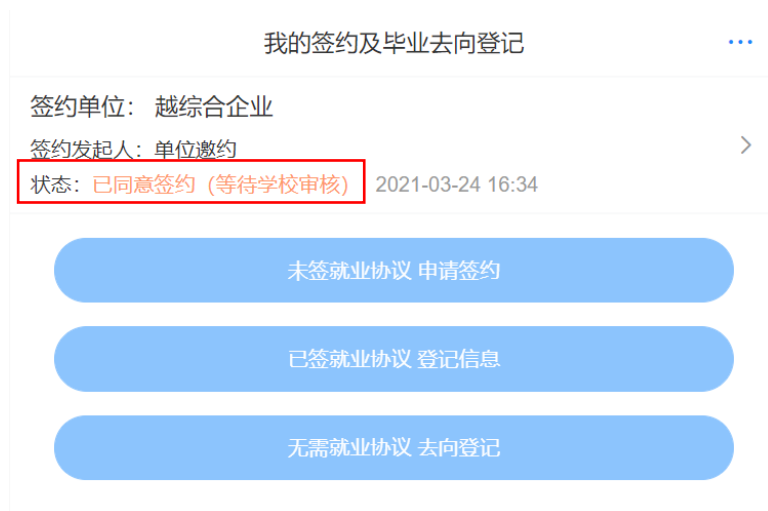 我的签约及毕业去向登记
签约单位： 越综合企业
签约发起人：单位邀约
状态：已同意签约（等待学校审核） 2021-03-24 16:34
未签就业协议 申请签约
已签就业协议 登记信息
无需就业协议 去向登记